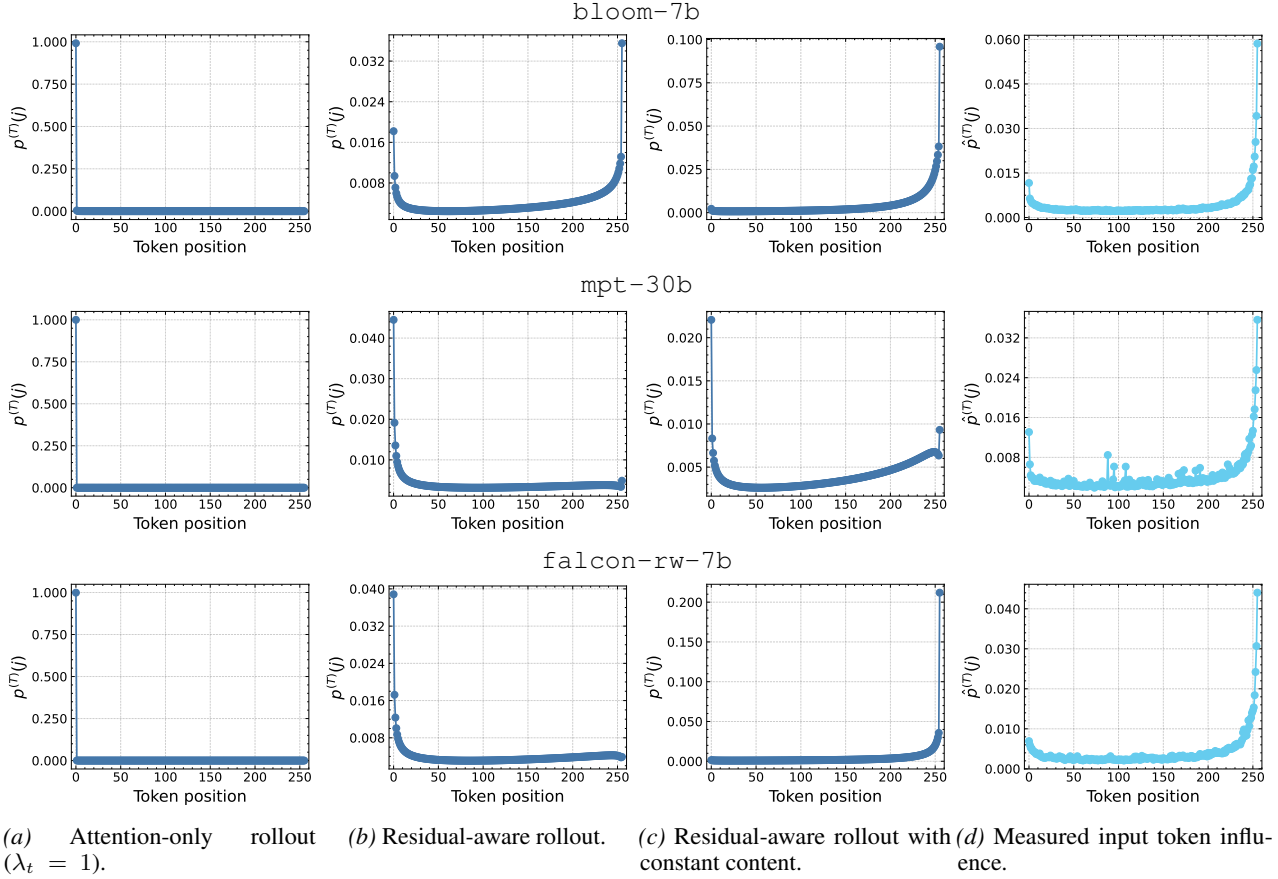 bloom-7b
1.000
0.750
0.500
0.250
0.000
p^(T)(j)
0 50 100 150 200 250
Token position
0.032
0.024
0.016
0.008
p^(T)(j)
0 50 100 150 200 250
Token position
0.100
0.075
0.050
0.025
0.000
p^(T)(j)
0 50 100 150 200 250
Token position
0.060
0.045
0.030
0.015
0.000
p̂^(T)(j)
0 50 100 150 200 250
Token position
mpt-30b
1.000
0.750
0.500
0.250
0.000
p^(T)(j)
0 50 100 150 200 250
Token position
0.040
0.030
0.020
0.010
p^(T)(j)
0 50 100 150 200 250
Token position
0.020
0.015
0.010
0.005
p^(T)(j)
0 50 100 150 200 250
Token position
0.032
0.024
0.016
0.008
p̂^(T)(j)
0 50 100 150 200 250
Token position
falcon-rw-7b
1.000
0.750
0.500
0.250
0.000
p^(T)(j)
0 50 100 150 200 250
Token position
0.040
0.032
0.024
0.016
0.008
p^(T)(j)
0 50 100 150 200 250
Token position
0.200
0.150
0.100
0.050
0.000
p^(T)(j)
0 50 100 150 200 250
Token position
0.040
0.030
0.020
0.010
0.000
p̂^(T)(j)
0 50 100 150 200 250
Token position
(a) Attention-only rollout
(λ_t = 1).
(b) Residual-aware rollout.
(c) Residual-aware rollout with
constant content.
(d) Measured input token influ-
ence.